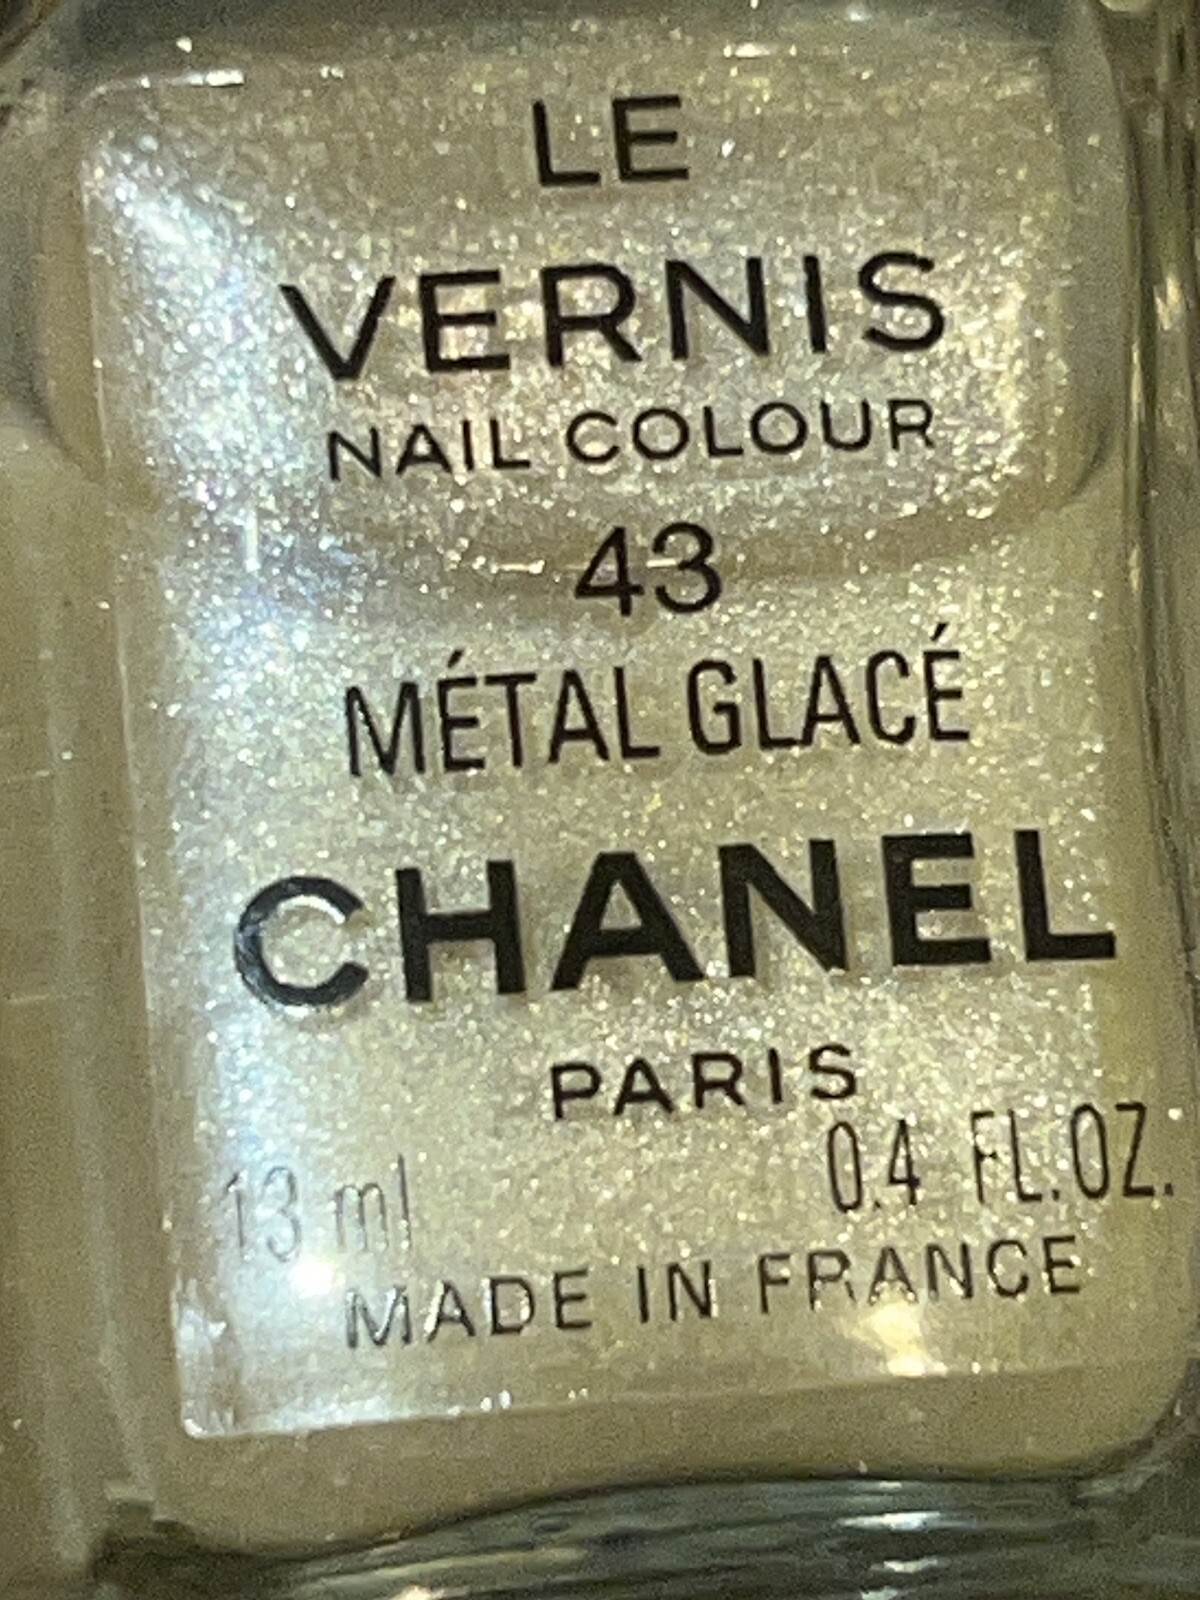 LE
VERNIS
NAIL COLOUR
43
MÉTAL GLACÉ
CHANEL
PARIS
13 ml 0.4 FL.OZ.
MADE IN FRANCE